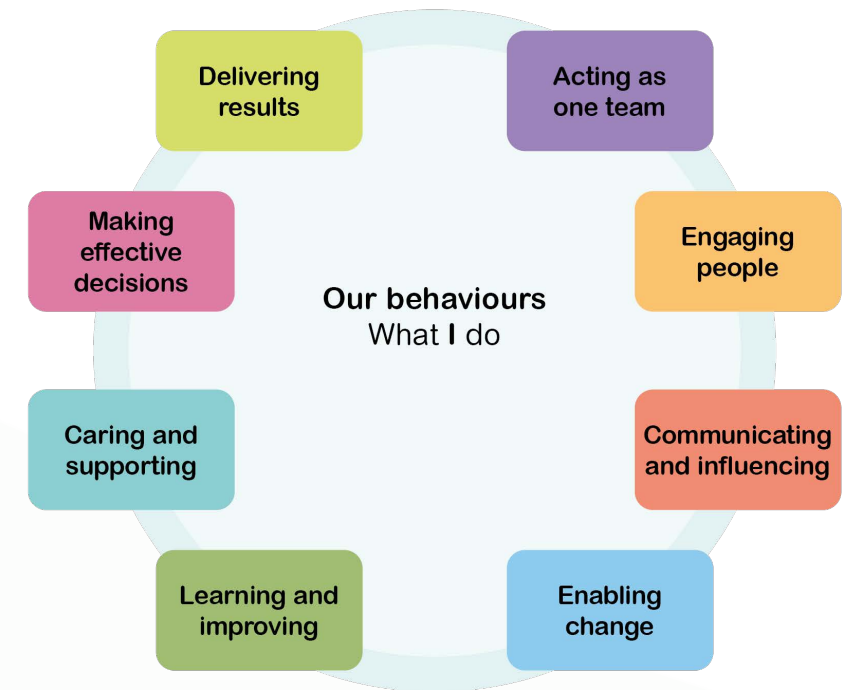 Delivering
results
Acting as
one team
Making
effective
decisions
Engaging
people
Our behaviours
What I do
Caring and
supporting
Communicating
and influencing
Learning and
improving
Enabling
change